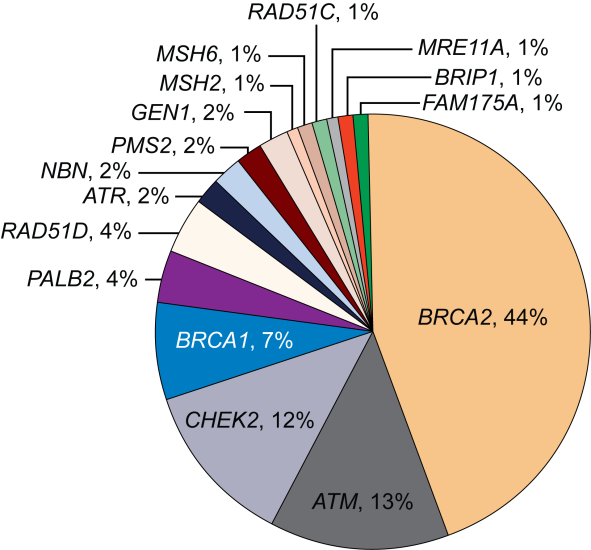 RAD51C, 1%
MSH6, 1%
MRE11A, 1%
MSH2, 1%
BRIP1, 1%
GEN1, 2%
FAM175A, 1%
PMS2, 2%
NBN, 2%
ATR, 2%
RAD51D, 4%
PALB2, 4%
BRCA2, 44%
BRCA1, 7%
CHEK2, 12%
ATM, 13%